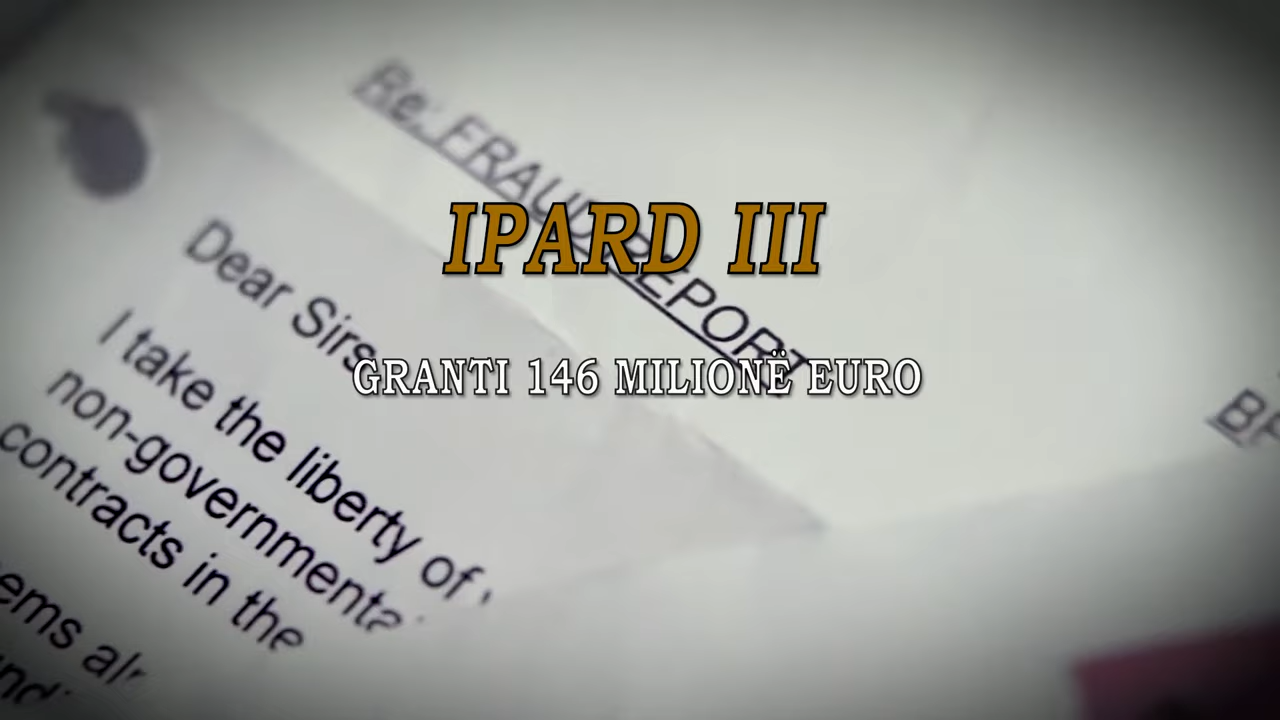 Re: FRAUD REPORT
IPARD III
Dear Sirs
GRANTI 146 MILIONË EURO
I take the liberty of
non-governmenta
contracts in the